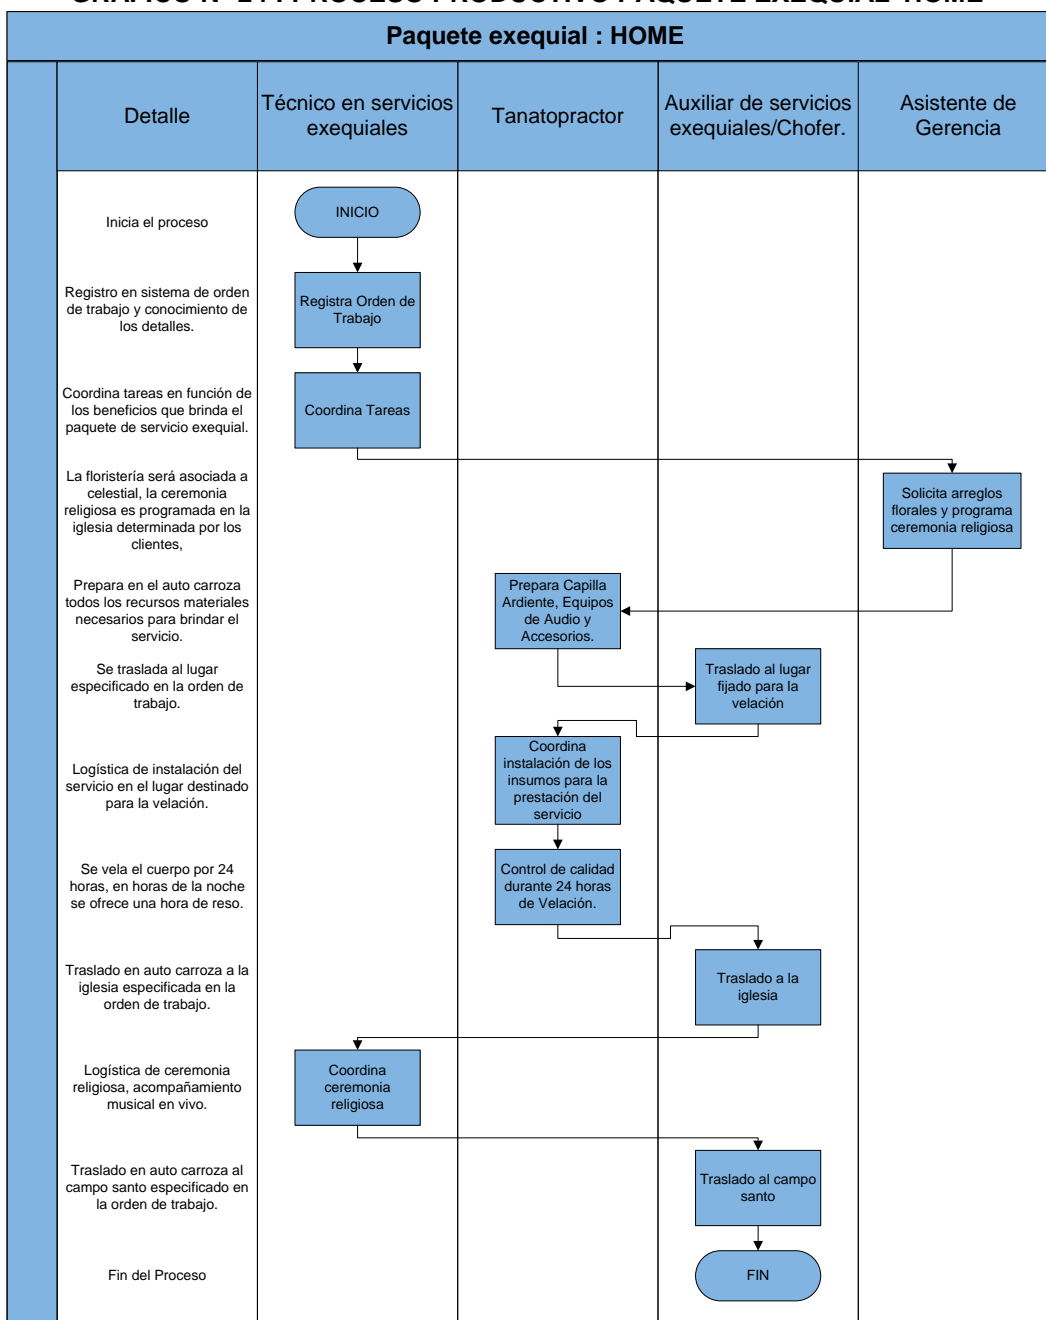 Paquete exequial : HOME
Detalle
Técnico en servicios
exequiales
Tanatopractor
Auxiliar de servicios
exequiales/Chofer.
Asistente de
Gerencia
Inicia el proceso
INICIO
Registro en sistema de orden
de trabajo y conocimiento de
los detalles.
Registra Orden de
Trabajo
Coordina tareas en función de
los beneficios que brinda el
paquete de servicio exequial.
Coordina Tareas
La floristería será asociada a
celestial, la ceremonia
religiosa es programada en la
iglesia determinada por los
clientes,
Solicita arreglos
florales y programa
ceremonia religiosa
Prepara en el auto carroza
todos los recursos materiales
necesarios para brindar el
servicio.
Prepara Capilla
Ardiente, Equipos
de Audio y
Accesorios.
Se traslada al lugar
especificado en la orden de
trabajo.
Traslado al lugar
fijado para la
velación
Logística de instalación del
servicio en el lugar destinado
para la velación.
Coordina
instalación de los
insumos para la
prestación del
servicio
Se vela el cuerpo por 24
horas, en horas de la noche
se ofrece una hora de reso.
Control de calidad
durante 24 horas
de Velación.
Traslado en auto carroza a la
iglesia especificada en la
orden de trabajo.
Traslado a la
iglesia
Logística de ceremonia
religiosa, acompañamiento
musical en vivo.
Coordina
ceremonia
religiosa
Traslado en auto carroza al
campo santo especificado en
la orden de trabajo.
Traslado al campo
santo
Fin del Proceso
FIN